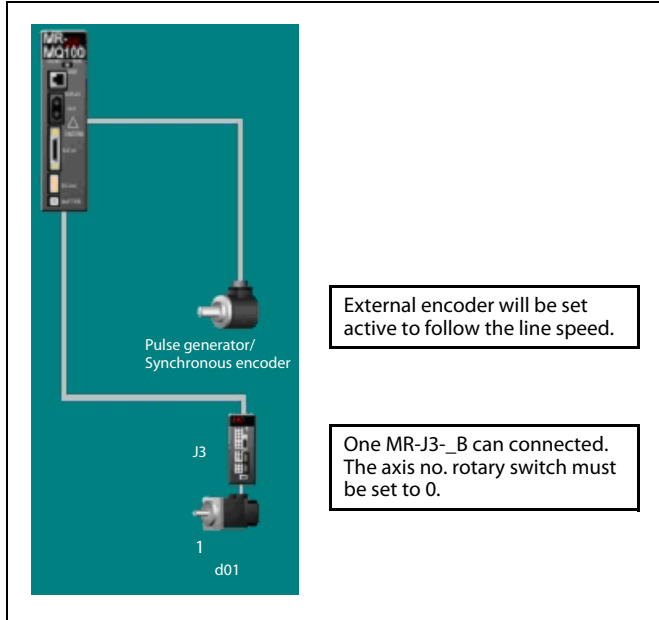 MR-
MQ100
Pulse generator/
Synchronous encoder
External encoder will be set
active to follow the line speed.
J3
One MR-J3-_B can connected.
The axis no. rotary switch must
be set to 0.
1
d01